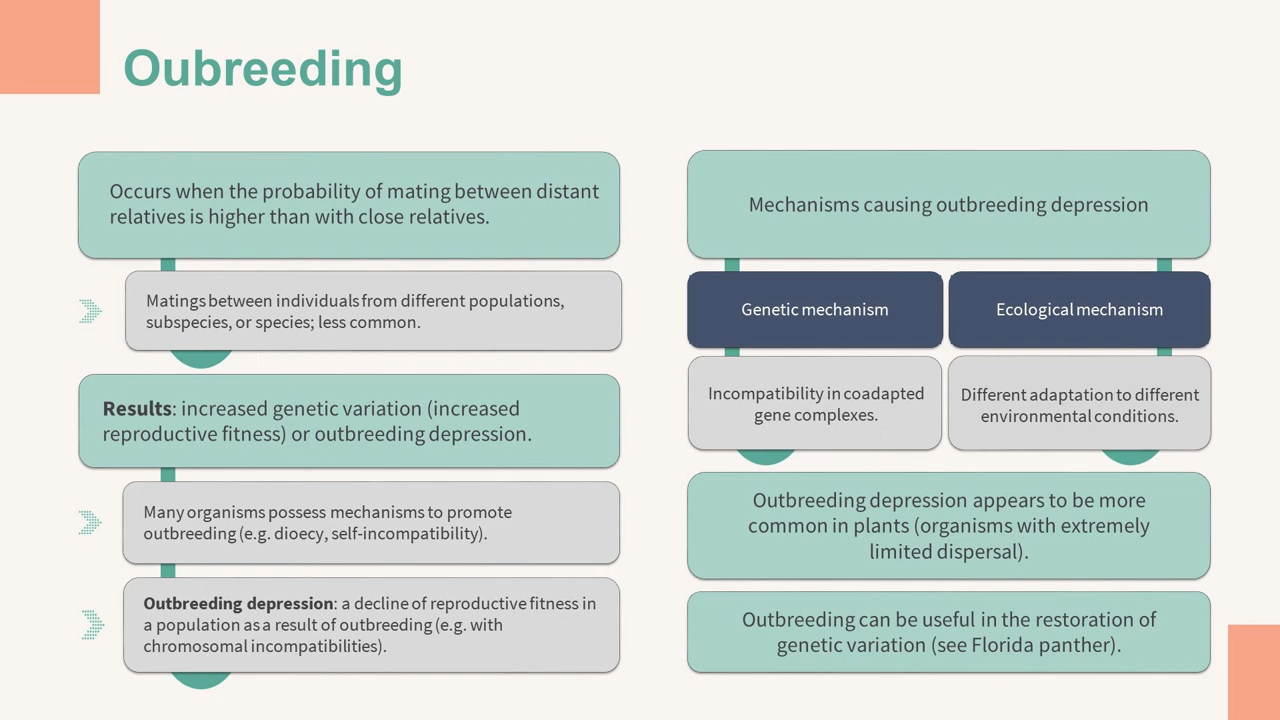 Oubreeding
Occurs when the probability of mating between distant
relatives is higher than with close relatives.
Matings between individuals from different populations,
subspecies, or species; less common.
Results: increased genetic variation (increased
reproductive fitness) or outbreeding depression.
Many organisms possess mechanisms to promote
outbreeding (e.g. dioecy, self-incompatibility).
Outbreeding depression: a decline of reproductive fitness in
a population as a result of outbreeding (e.g. with
chromosomal incompatibilities).
Mechanisms causing outbreeding depression
Genetic mechanism
Ecological mechanism
Incompatibility in coadapted
gene complexes.
Different adaptation to different
environmental conditions.
Outbreeding depression appears to be more
common in plants (organisms with extremely
limited dispersal).
Outbreeding can be useful in the restoration of
genetic variation (see Florida panther).